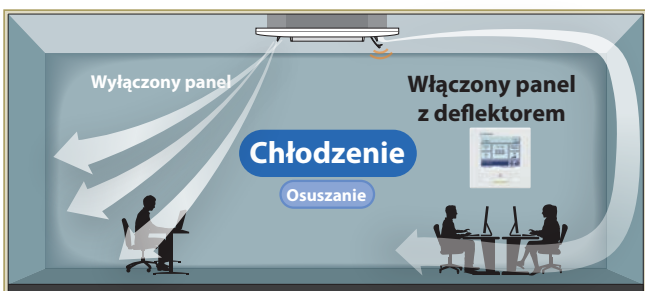 Wyłączony panel
Włączony panel
z deflektorem
Chłodzenie
Osuszanie